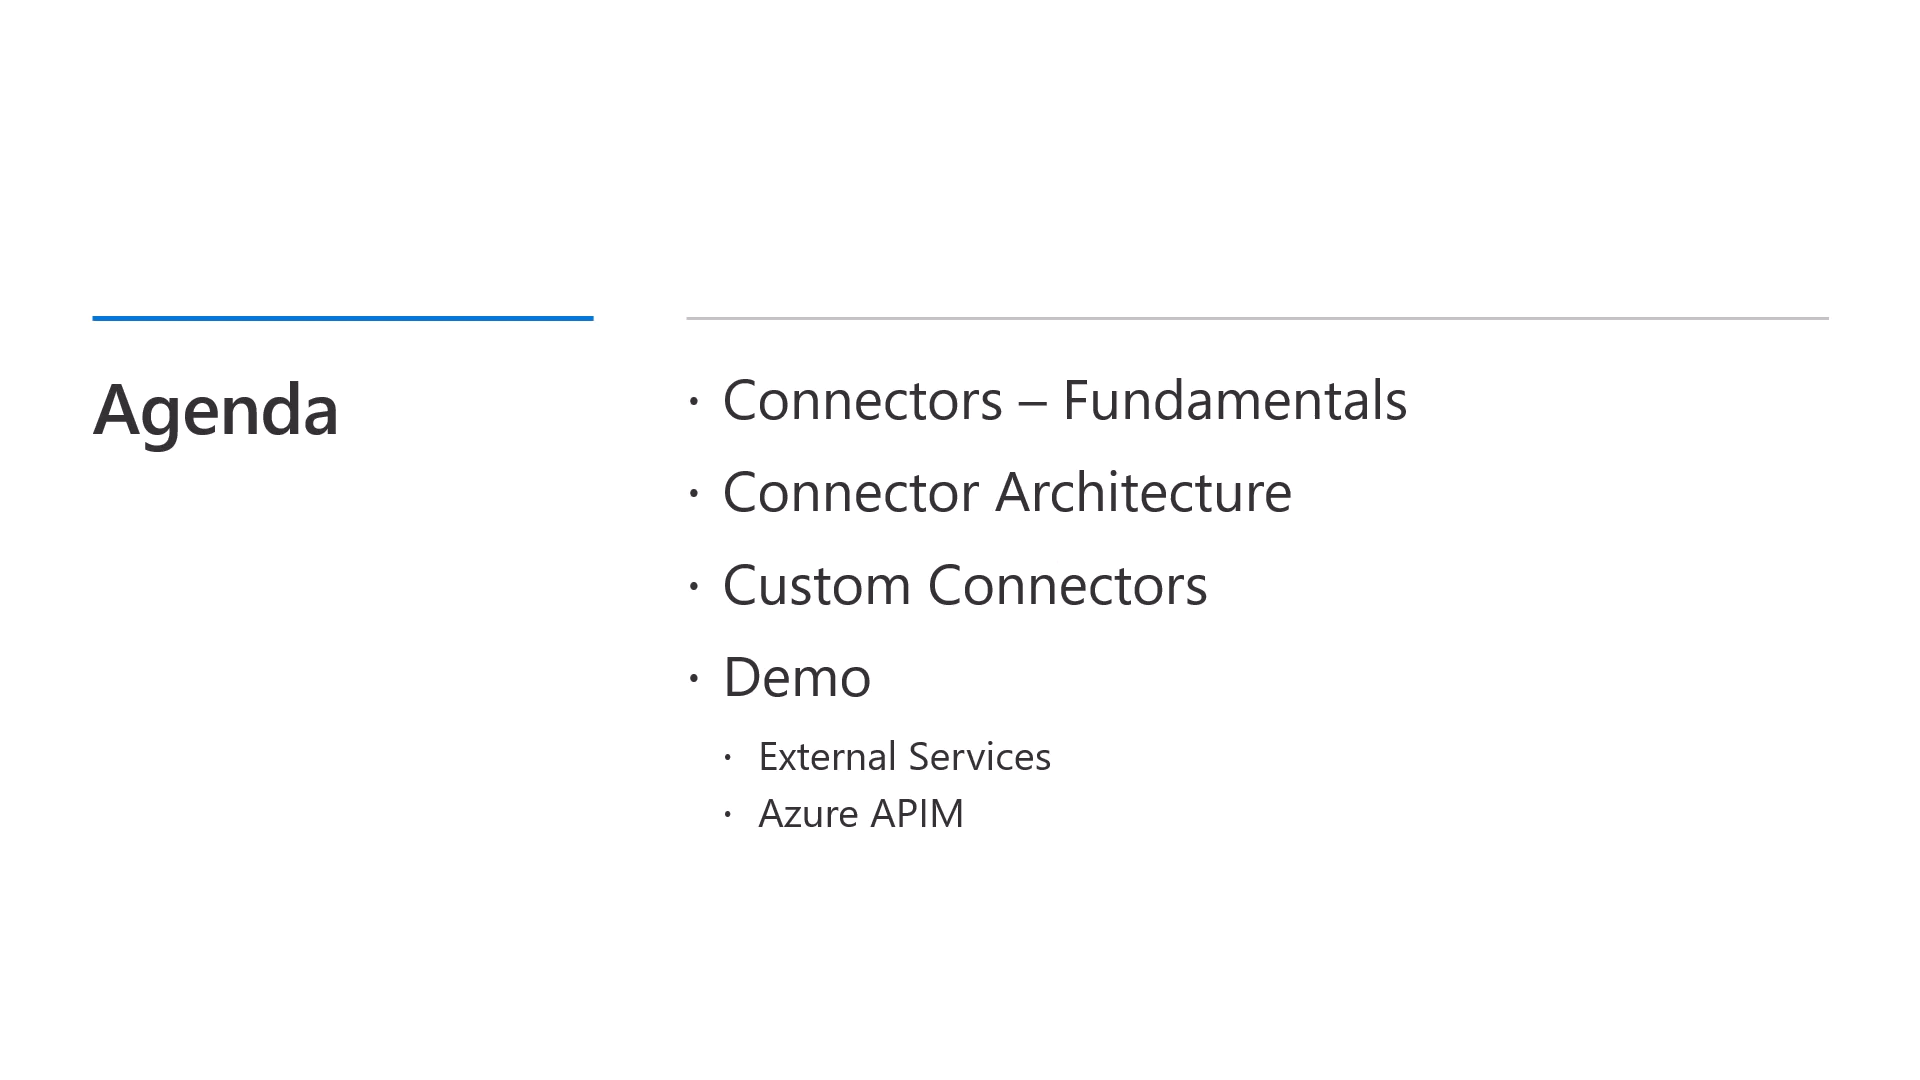 Agenda
• Connectors – Fundamentals
• Connector Architecture
• Custom Connectors
• Demo
• External Services
• Azure APIM